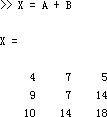 >> X = A + B
X =
4 7 5
9 7 14
10 14 18